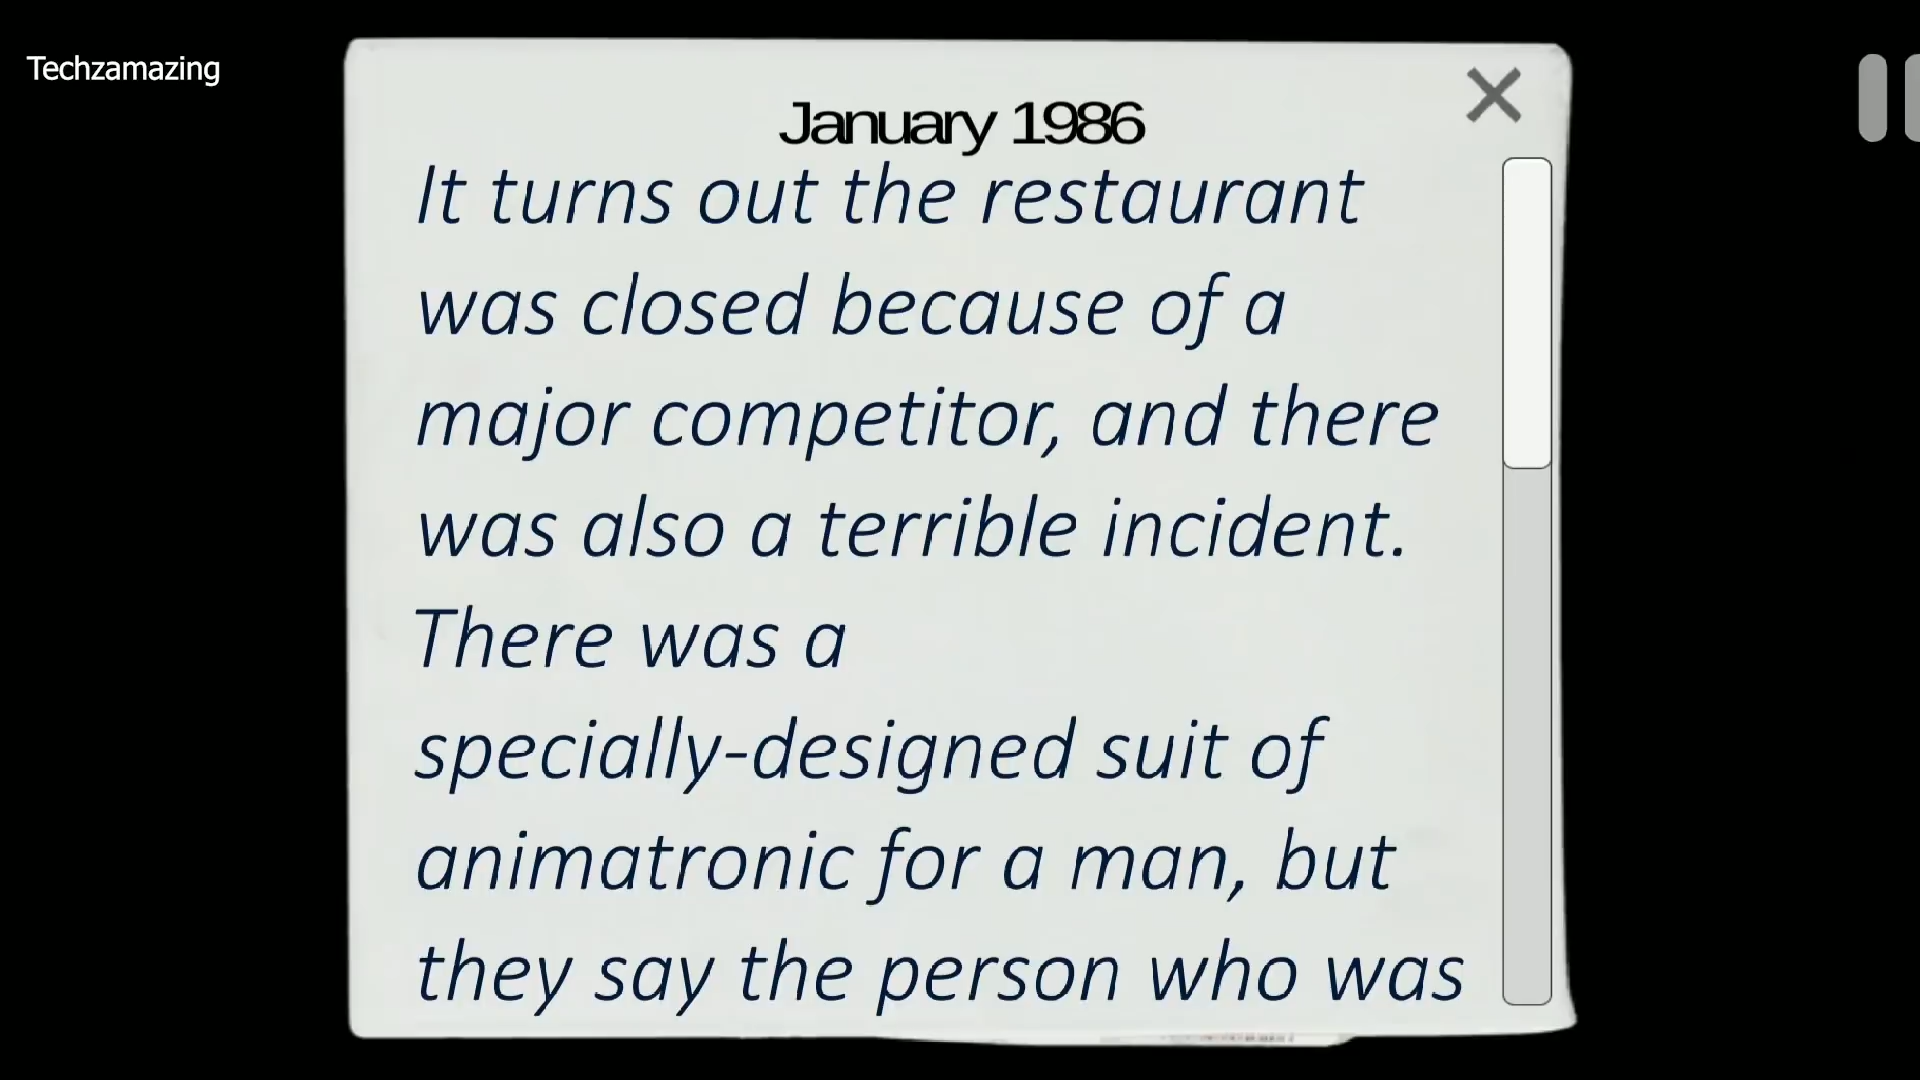 Techzamazing
January 1986
It turns out the restaurant
was closed because of a
major competitor, and there
was also a terrible incident.
There was a
specially-designed suit of
animatronic for a man, but
they say the person who was